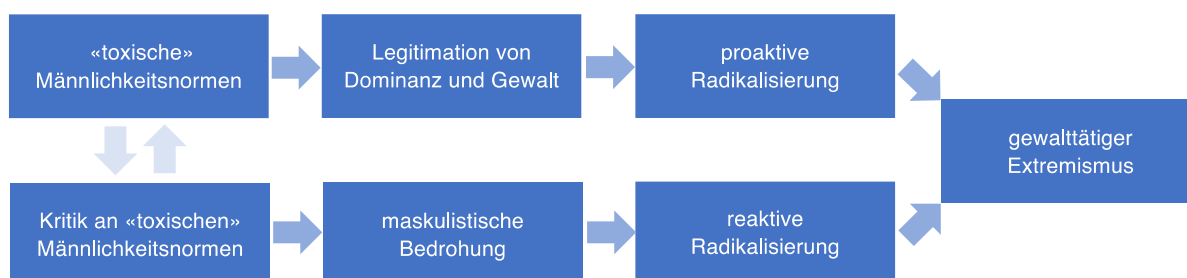 «toxische»
Männlichkeitsnormen
Legitimation von
Dominanz und Gewalt
proaktive
Radikalisierung
gewalttätiger
Extremismus
Kritik an «toxischen»
Männlichkeitsnormen
maskulistische
Bedrohung
reaktive
Radikalisierung